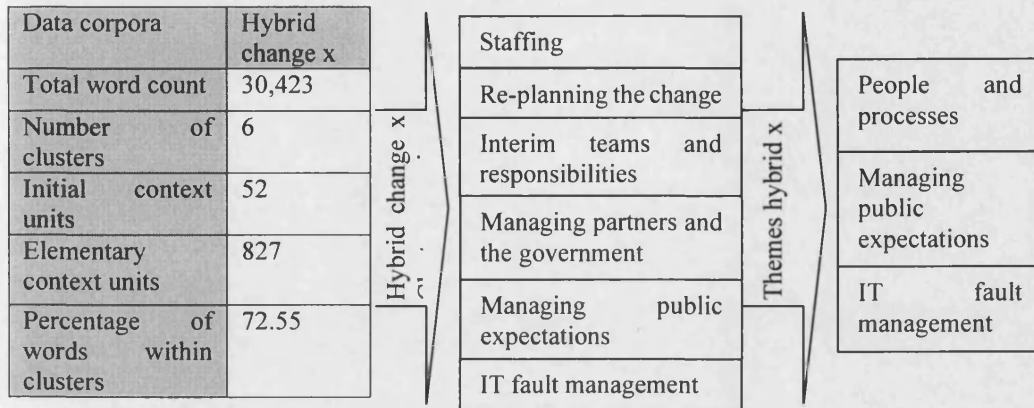 Data corpora
Hybrid
change x
Total word count
30,423
Number of
clusters
6
Initial context
units
52
Elementary
context units
827
Percentage of
words within
clusters
72.55
Hybrid change x
Staffing
Re-planning the change
Interim teams and
responsibilities
Managing partners and
the government
Managing public
expectations
IT fault management
Themes hybrid x
People and
processes
Managing
public
expectations
IT fault
management